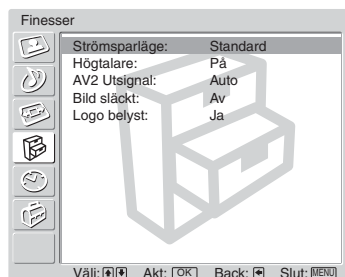 Finesser
Strömsparläge: Standard
Högtalare: På
AV2 Utsignal: Auto
Bild släckt: Av
Logo belyst: Ja
Välj: Akt: OK Back: Slut: MENU